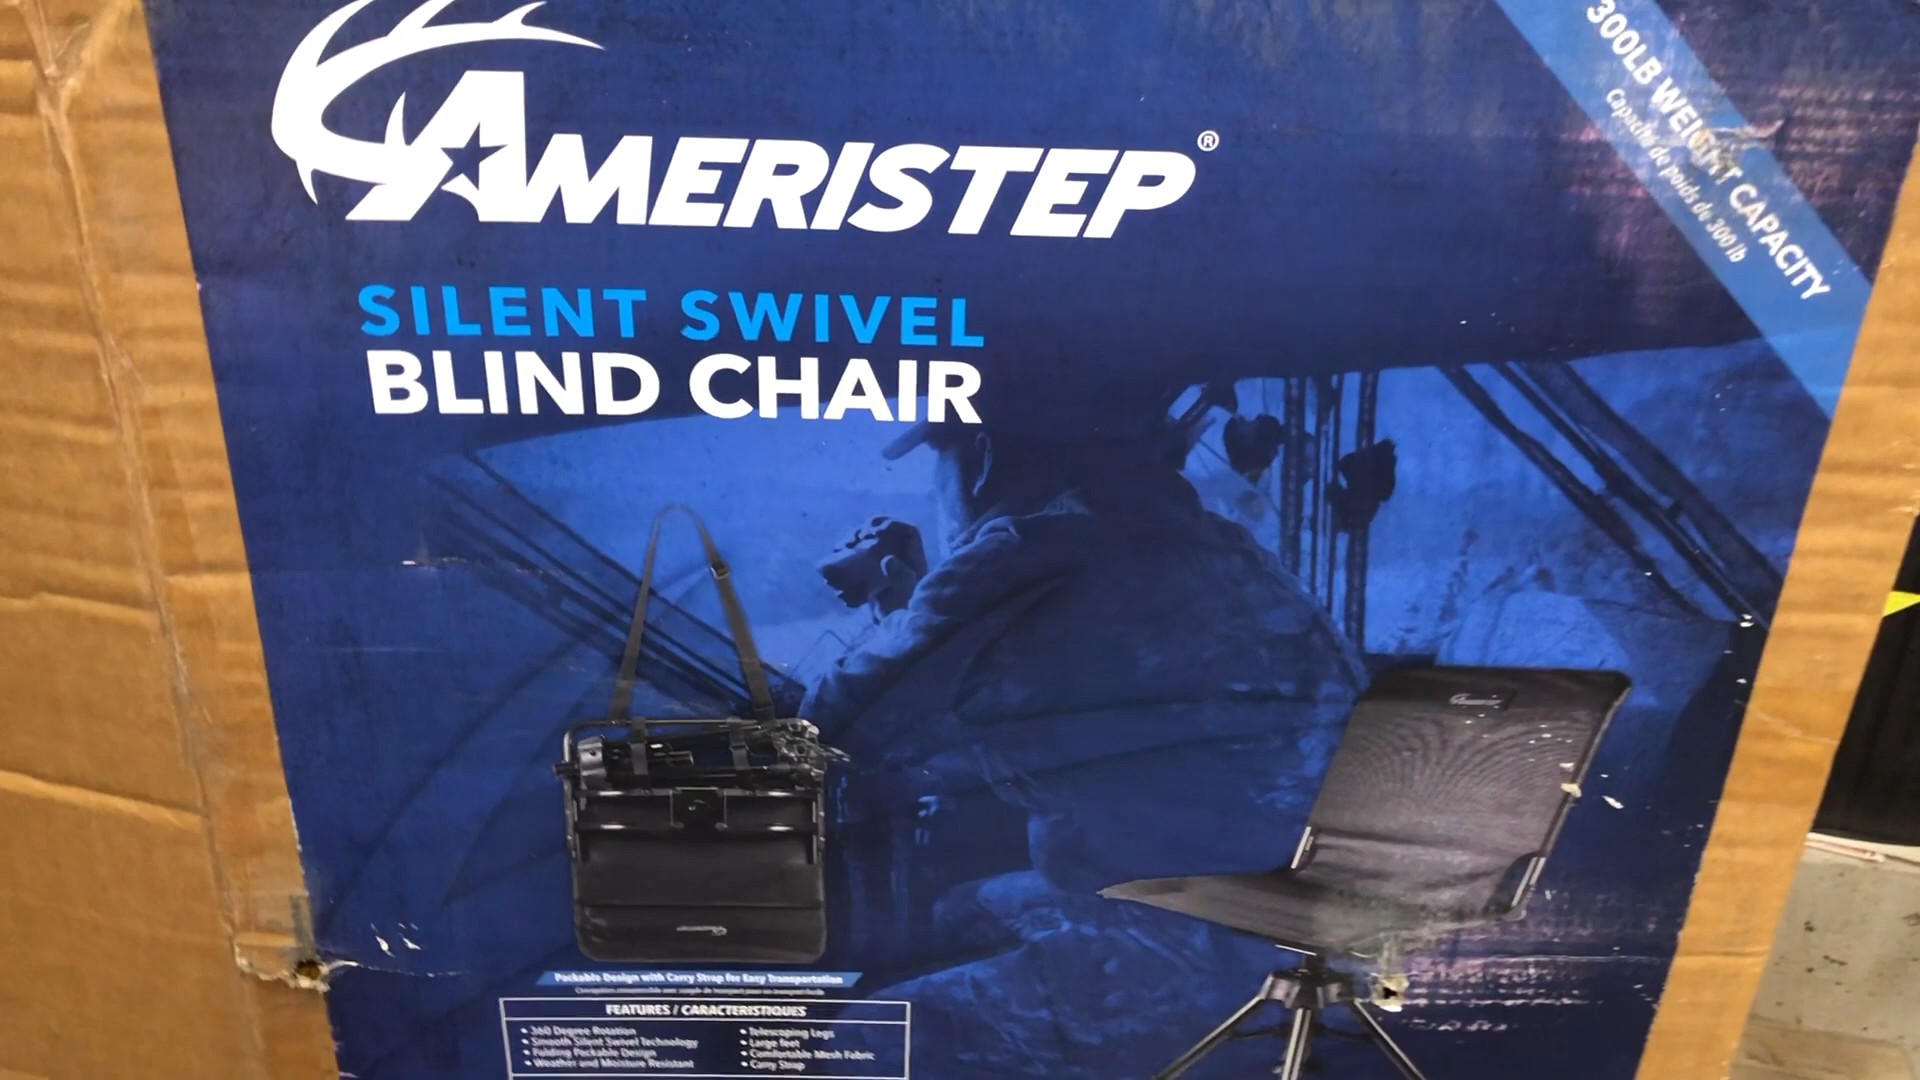 AMERISTEP®
300LB WEIGHT CAPACITY
Capacité de poids de 300 lb
SILENT SWIVEL
BLIND CHAIR
Packable Design with Carry Strap for Easy Transportation
FEATURES / CARACTERISTIQUES
• 360 Degree Rotation
• Smooth Silent Swivel Technology
• Folding Packable Design
• Weather and Moisture Resistant
• Telescoping Legs
• Large feet
• Comfortable Mesh Fabric
• Carry Strap